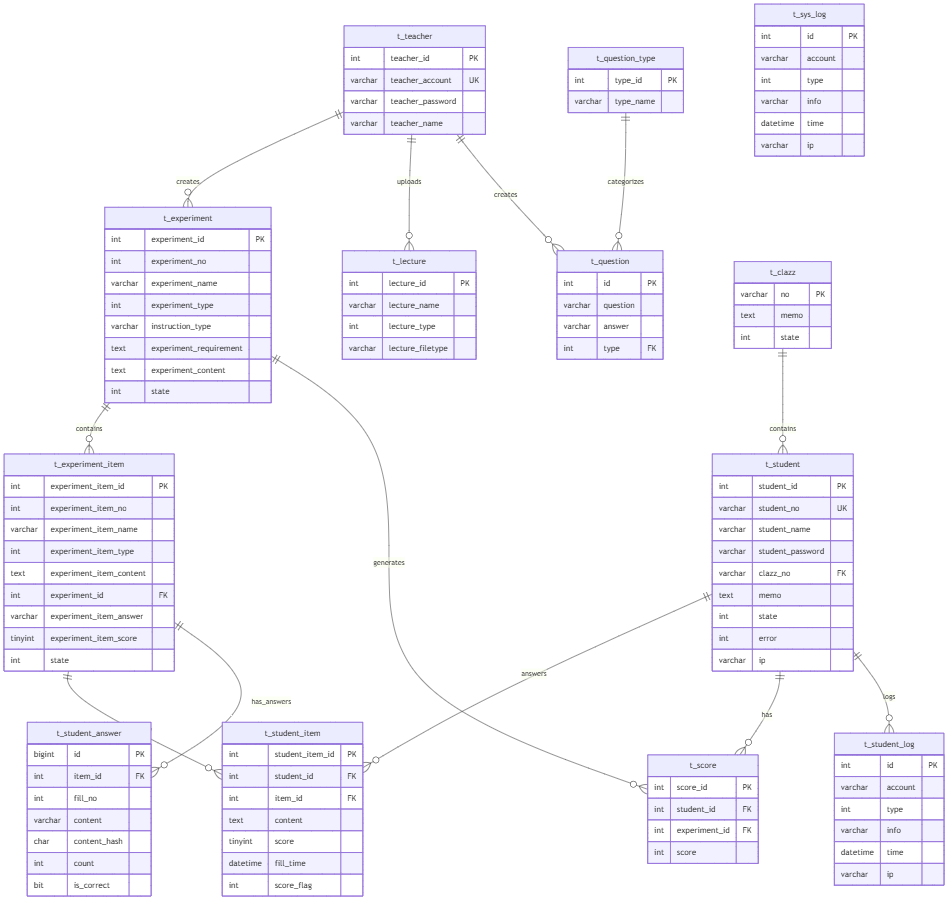 t_sys_log
int id PK
varchar account
int type
varchar info
datetime time
varchar ip
t_teacher
int teacher_id PK
varchar teacher_account UK
varchar teacher_password
varchar teacher_name
t_question_type
int type_id PK
varchar type_name
creates
uploads
creates
categorizes
t_experiment
int experiment_id PK
int experiment_no
varchar experiment_name
int experiment_type
varchar instruction_type
text experiment_requirement
text experiment_content
int state
t_lecture
int lecture_id PK
varchar lecture_name
int lecture_type
varchar lecture_filetype
t_question
int id PK
varchar question
varchar answer
int type FK
t_clazz
varchar no PK
text memo
int state
contains
contains
t_experiment_item
int experiment_item_id PK
int experiment_item_no
varchar experiment_item_name
int experiment_item_type
text experiment_item_content
int experiment_id FK
varchar experiment_item_answer
tinyint experiment_item_score
int state
generates
t_student
int student_id PK
varchar student_no UK
varchar student_name
varchar student_password
varchar clazz_no FK
text memo
int state
int error
varchar ip
answers
has_answers
has
logs
t_student_answer
bigint id PK
int item_id FK
int fill_no
varchar content
char content_hash
int count
bit is_correct
t_student_item
int student_item_id PK
int student_id FK
int item_id FK
text content
tinyint score
datetime fill_time
int score_flag
t_score
int score_id PK
int student_id FK
int experiment_id FK
int score
t_student_log
int id PK
varchar account
int type
varchar info
datetime time
varchar ip